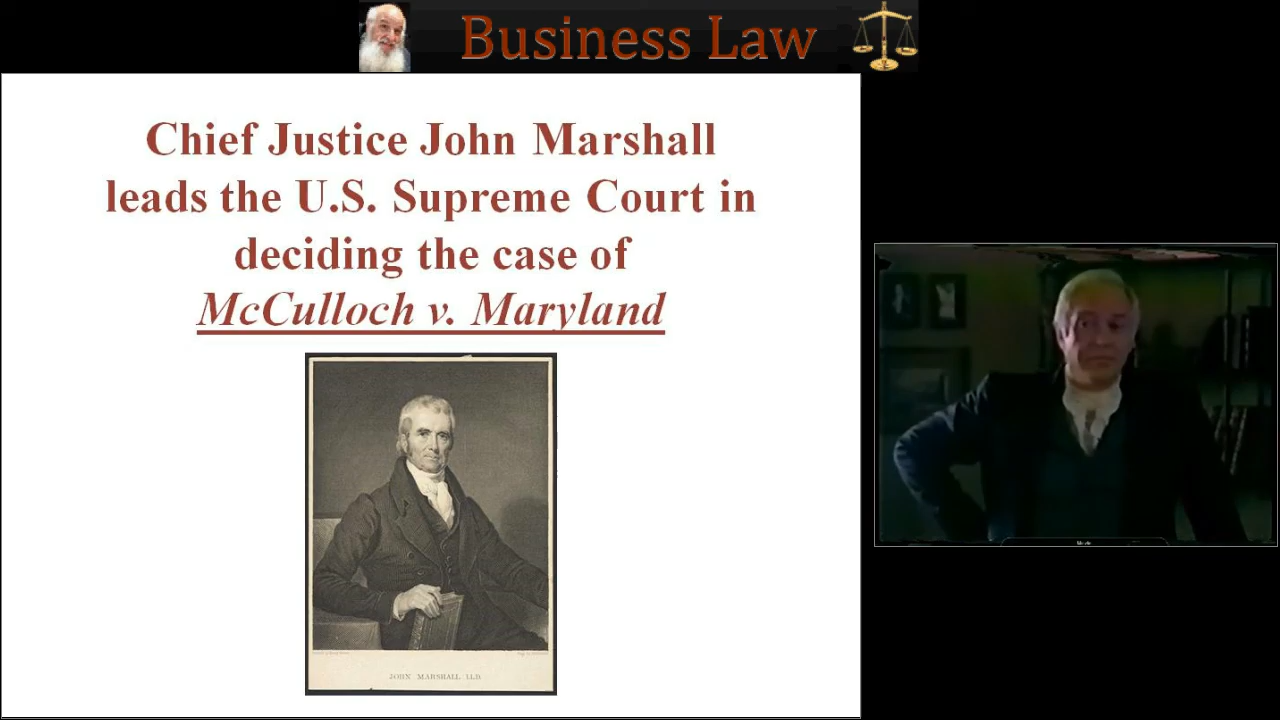 Business Law
Chief Justice John Marshall
leads the U.S. Supreme Court in
deciding the case of
McCulloch v. Maryland
JOHN MARSHALL LL.D.